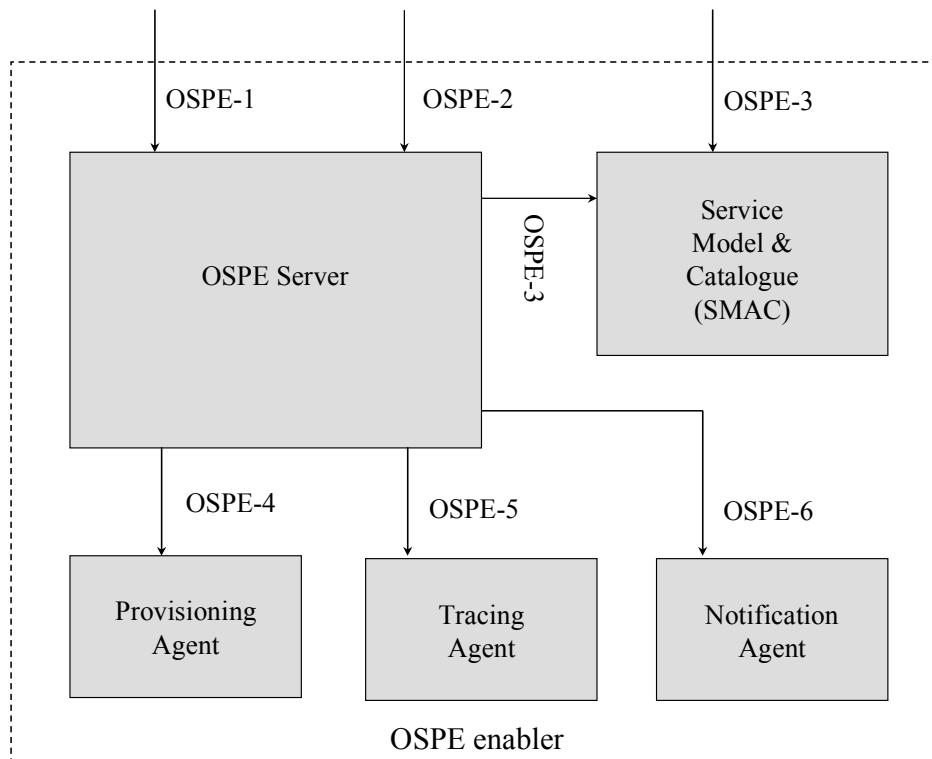 OSPE-1
OSPE-2
OSPE-3
OSPE Server
OSPE-3
Service
Model &
Catalogue
(SMAC)
OSPE-4
OSPE-5
OSPE-6
Provisioning
Agent
Tracing
Agent
Notification
Agent
OSPE enabler